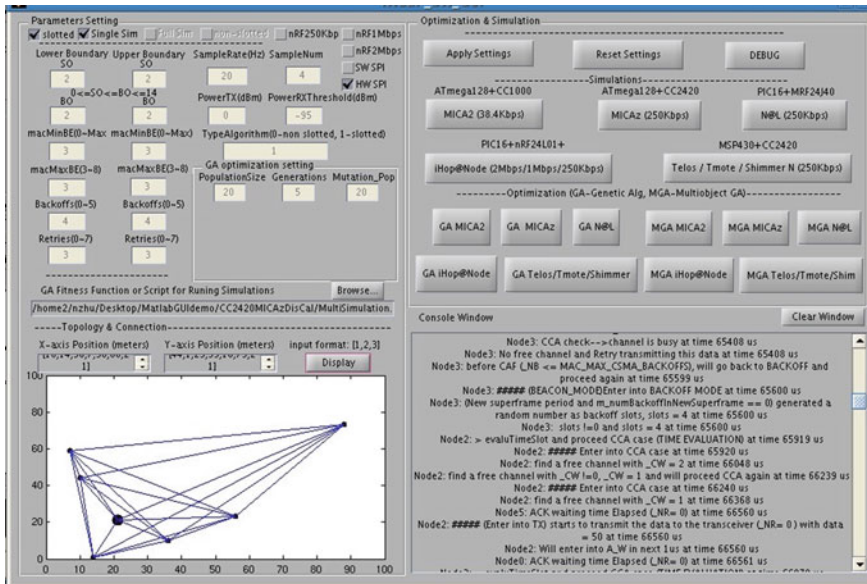 Parameters Setting
slotted Single Sim Full Sim non-slotted nRF250Kbp nRF1Mbps
nRF2Mbps
SW SPI
HW SPI
Lower Boundary Upper Boundary SampleRate(Hz) SampleNum
SO SO
2 2 20 4
0<=SO<=BO<=14
BO BO PowerTX(dBm) PowerRXThreshold(dBm)
2 2 0 -95
macMinBE(0~Max macMinBE(0~Max) TypeAlgorithm(0-non slotted, 1-slotted)
3 3 1
macMaxBE(3~8) macMaxBE(3~8)
3 3
GA optimization setting
PopulationSize Generations Mutation_Pop
20 5 20
Backoffs(0~5) Backoffs(0~5)
4 4
Retries(0~7) Retries(0~7)
3 3
GA Fitness Function or Script for Runing Simulations Browse...
/home2/nzhu/Desktop/MatlabGUIdemo/CC2420MICAzDisCal/MultiSimulation.
-----Topology & Connection
X-axis Position (meters) Y-axis Position (meters) input format: [1,2,3]
1] 1] Display
100
80
60
40
20
0
0 10 20 30 40 50 60 70 80 90 100
Optimization & Simulation
Apply Settings Reset Settings DEBUG
Simulations
ATmega128+CC1000 ATmega128+CC2420 PIC16+MRF24J40
MICA2 (38.4Kbps) MICAz (250Kbps) N@L (250Kbps)
PIC16+nRF24L01+ MSP430+CC2420
iHop@Node (2Mbps/1Mbps/250Kbps) Telos / Tmote / Shimmer N (250Kbps)
Optimization (GA-Genetic Alg, MGA-Multiobject GA)
GA MICA2 GA MICAz GA N@L MGA MICA2 MGA MICAz MGA N@L
GA iHop@Node GA Telos/Tmote/Shimmer MGA iHop@Node MGA Telos/Tmote/Shim
Console Window Clear Window
Node3: CCA check-->channel is busy at time 65408 us
Node3: No free channel and Retry transmitting this data at time 65408 us
Node3: before CAF (_NB <= MAC_MAX_CSMA_BACKOFFS), will go back to BACKOFF and
proceed again at time 65599 us
Node3: ##### (BEACON_MODE)Enter into BACKOFF MODE at time 65600 us
Node3: (New superframe period and m_numBackoffInNewSuperframe == 0) generated a
random number as backoff slots, slots = 4 at time 65600 us
Node3: slots !=0 and slots = 4 at time 65600 us
Node2: > evaluTimeSlot and proceed CCA case (TIME EVALUATION) at time 65919 us
Node2: ##### Enter into CCA case at time 65920 us
Node2: find a free channel with _CW = 2 at time 66048 us
Node2: find a free channel with _CW !=0, _CW = 1 and will proceed CCA again at time 66239 us
Node2: ##### Enter into CCA case at time 66240 us
Node2: find a free channel with _CW = 1 at time 66368 us
Node5: ACK waiting time Elapsed (_NR= 0) at time 66560 us
Node2: ##### (Enter into TX) starts to transmit the data to the transceiver (_NR= 0 ) with data
= 50 at time 66560 us
Node2: Will enter into A_W in next 1us at time 66560 us
Node0: ACK waiting time Elapsed (_NR= 0) at time 66561 us